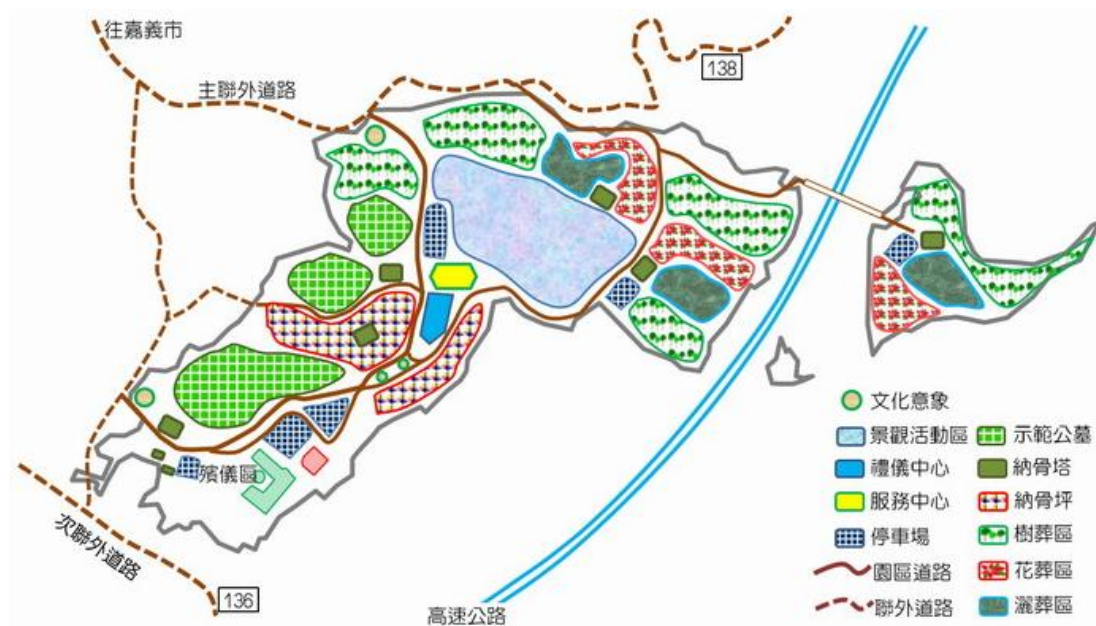 往嘉義市
主聯外道路
138
殯儀區
次聯外道路
136
高速公路
文化意象
景觀活動區
示範公墓
禮儀中心
納骨塔
服務中心
納骨坪
停車場
樹葬區
園區道路
花葬區
聯外道路
灑葬區